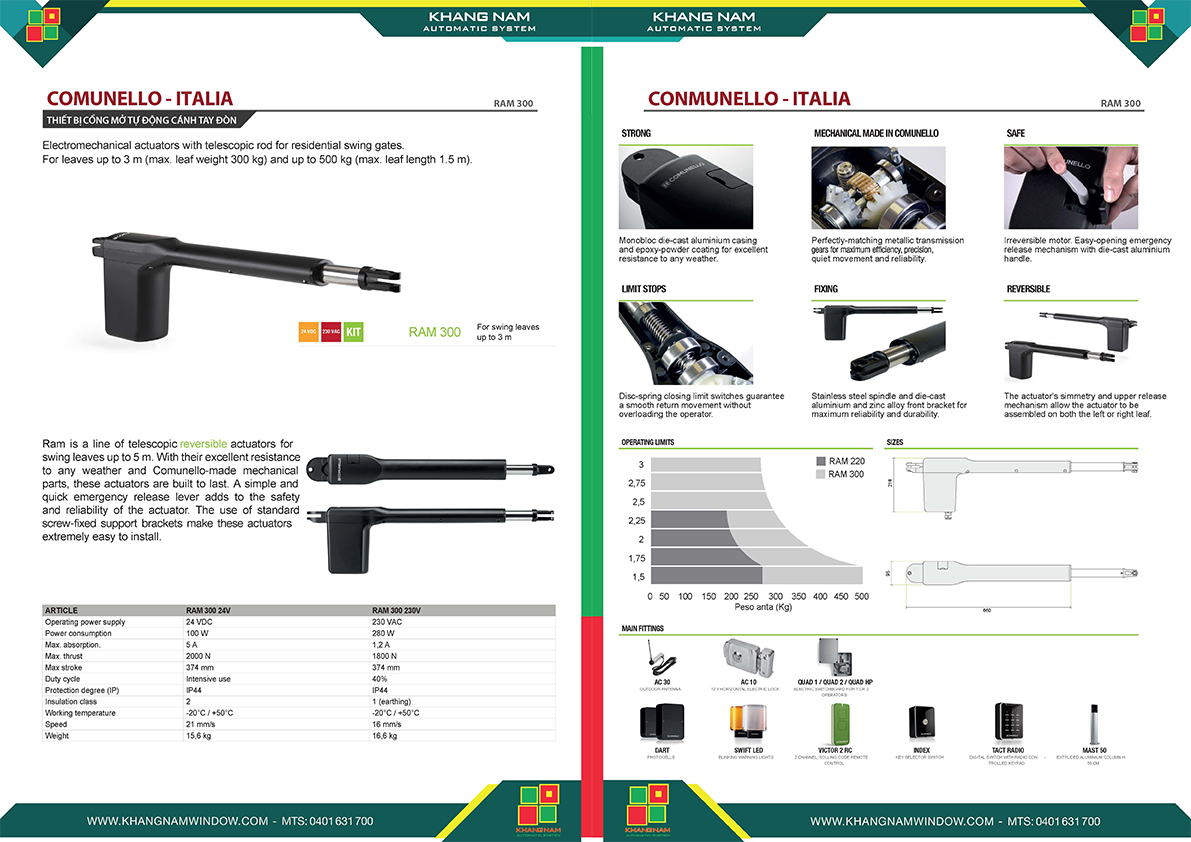 KHANG NAM
AUTOMATIC SYSTEM
COMUNELLO - ITALIA
RAM 300
THIẾT BỊ CỔNG MỞ TỰ ĐỘNG CÁNH TAY ĐÒN
Electromechanical actuators with telescopic rod for residential swing gates.
For leaves up to 3 m (max. leaf weight 300 kg) and up to 500 kg (max. leaf length 1.5 m).
24 VDC
230 VAC
KIT
RAM 300
For swing leaves
up to 3 m
Ram is a line of telescopic reversible actuators for
swing leaves up to 5 m. With their excellent resistance
to any weather and Comunello-made mechanical
parts, these actuators are built to last. A simple and
quick emergency release lever adds to the safety
and reliability of the actuator. The use of standard
screw-fixed support brackets make these actuators
extremely easy to install.
ARTICLE RAM 300 24V RAM 300 230V
Operating power supply 24 VDC 230 VAC
Power consumption 100 W 280 W
Max. absorption. 5 A 1,2 A
Max. thrust 2000 N 1800 N
Max stroke 374 mm 374 mm
Duty cycle Intensive use 40%
Protection degree (IP) IP44 IP44
Insulation class 2 1 (earthing)
Working temperature -20°C / +50°C -20°C / +50°C
Speed 21 mm/s 16 mm/s
Weight 15,6 kg 16,6 kg
WWW.KHANGNAMWINDOW.COM - MTS: 0401 631 700
KHANGNAM
AUTOMATIC SYSTEM
KHANG NAM
AUTOMATIC SYSTEM
CONMUNELLO - ITALIA
RAM 300
STRONG
COMUNELLO
Monobloc die-cast aluminium casing
and epoxy-powder coating for excellent
resistance to any weather.
MECHANICAL MADE IN COMUNELLO
Perfectly-matching metallic transmission
gears for maximum efficiency, precision,
quiet movement and reliability.
SAFE
Irreversible motor. Easy-opening emergency
release mechanism with die-cast aluminium
handle.
LIMIT STOPS
Disc-spring closing limit switches guarantee
a smooth return movement without
overloading the operator.
FIXING
Stainless steel spindle and die-cast
aluminium and zinc alloy front bracket for
maximum reliability and durability.
REVERSIBLE
The actuator's simmetry and upper release
mechanism allow the actuator to be
assembled on both the left or right leaf.
OPERATING LIMITS
3
2,75
2,5
2,25
2
1,75
1,5
0 50 100 150 200 250 300 350 400 450 500
Peso anta (Kg)
RAM 220
RAM 300
SIZES
218
95
860
MAIN FITTINGS
AC 30
OUTDOOR ANTENNA
AC 10
12 V HORIZONTAL ELECTRIC LOCK
QUAD 1 / QUAD 2 / QUAD HP
ELECTRIC SWITCHBOARD FOR 1 OR 2
OPERATORS
DART
PHOTOCELLS
SWIFT LED
BLINKING WARNING LIGHTS
VICTOR 2 RC
2 CHANNEL, ROLLING CODE REMOTE
CONTROL
INDEX
KEY SELECTOR SWITCH
TACT RADIO
DIGITAL SWITCH WITH RADIO CON -
TROLLED KEYPAD
MAST 50
EXTRUDED ALUMINIUM COLUMN H
KHANGNAM
AUTOMATIC SYSTEM
WWW.KHANGNAMWINDOW.COM - MTS: 0401 631 700